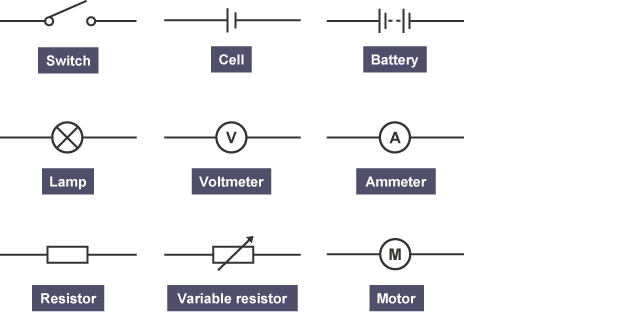 Switch
Cell
Battery
V
A
Lamp
Voltmeter
Ammeter
M
Resistor
Variable resistor
Motor